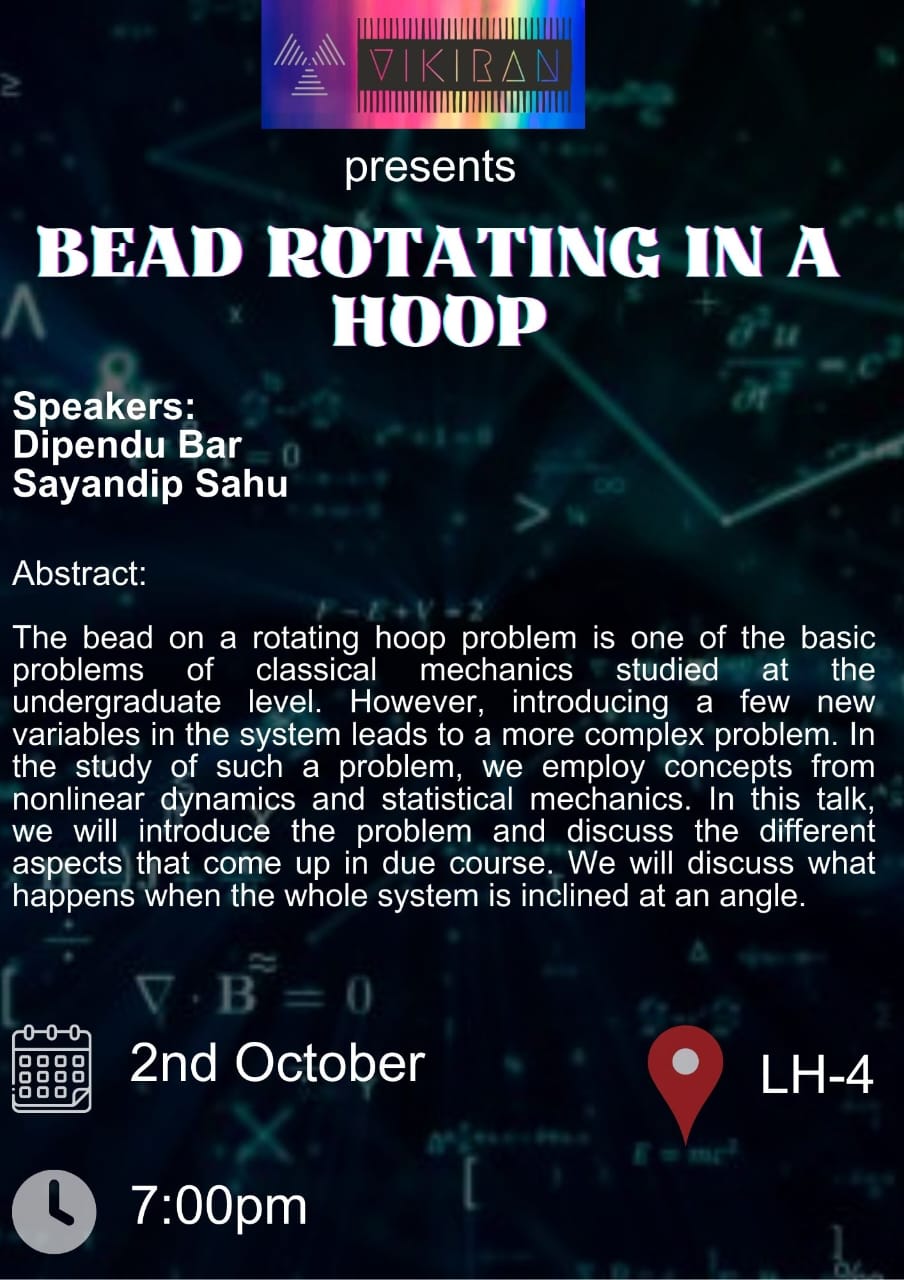 VIKIRAN
presents
BEAD ROTATING IN A
HOOP
Speakers:
Dipendu Bar
Sayandip Sahu
Abstract:
The bead on a rotating hoop problem is one of the basic
problems of classical mechanics studied at the
undergraduate level. However, introducing a few new
variables in the system leads to a more complex problem. In
the study of such a problem, we employ concepts from
nonlinear dynamics and statistical mechanics. In this talk,
we will introduce the problem and discuss the different
aspects that come up in due course. We will discuss what
happens when the whole system is inclined at an angle.
∇ · B = 0
2nd October
LH-4
E = mc²
7:00pm